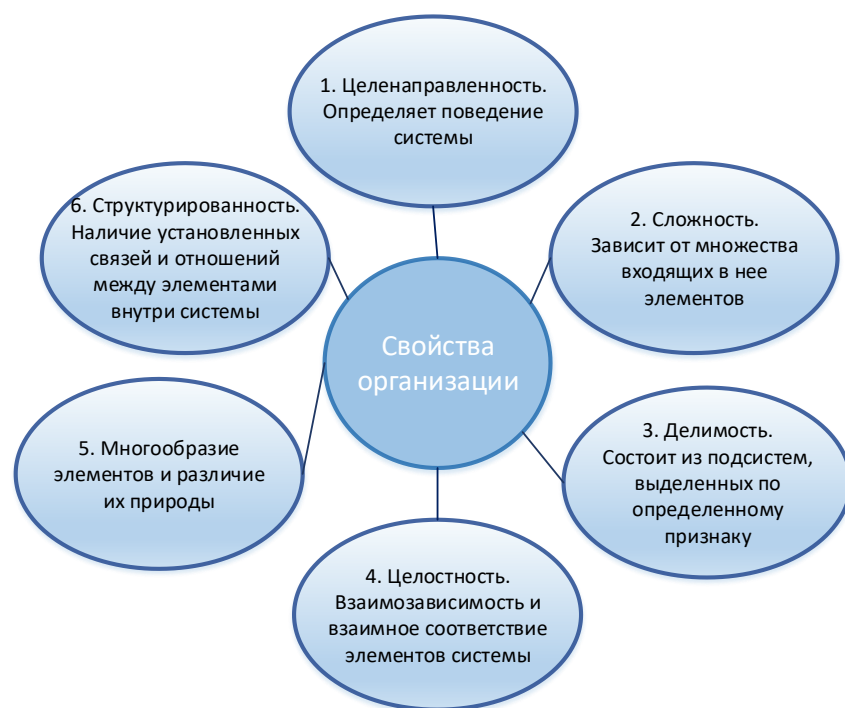 1. Целенаправленность.
Определяет поведение
системы
2. Сложность.
Зависит от множества
входящих в нее
элементов
3. Делимость.
Состоит из подсистем,
выделенных по
определенному
признаку
4. Целостность.
Взаимозависимость и
взаимное соответствие
элементов системы
5. Многообразие
элементов и различие
их природы
6. Структурированность.
Наличие установленных
связей и отношений
между элементами
внутри системы
Свойства
организации